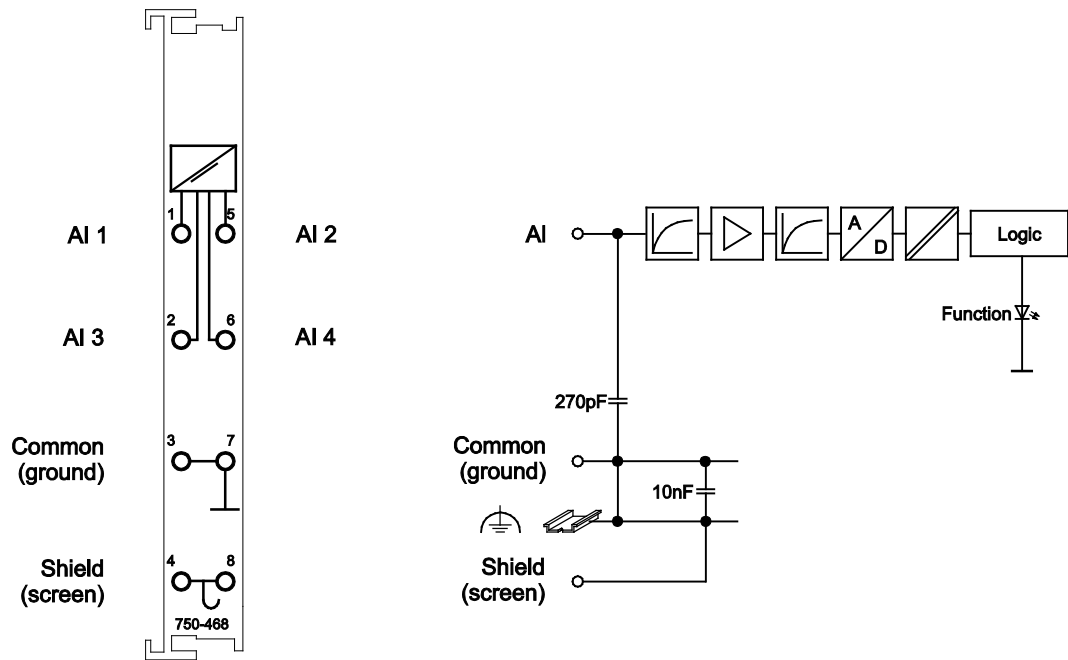 1 5
AI 1 AI 2
2 6
AI 3 AI 4
3 7
Common
(ground)
4 8
Shield
(screen)
750-468
AI
A
D
Logic
Function
270pF
Common
(ground)
10nF
Shield
(screen)